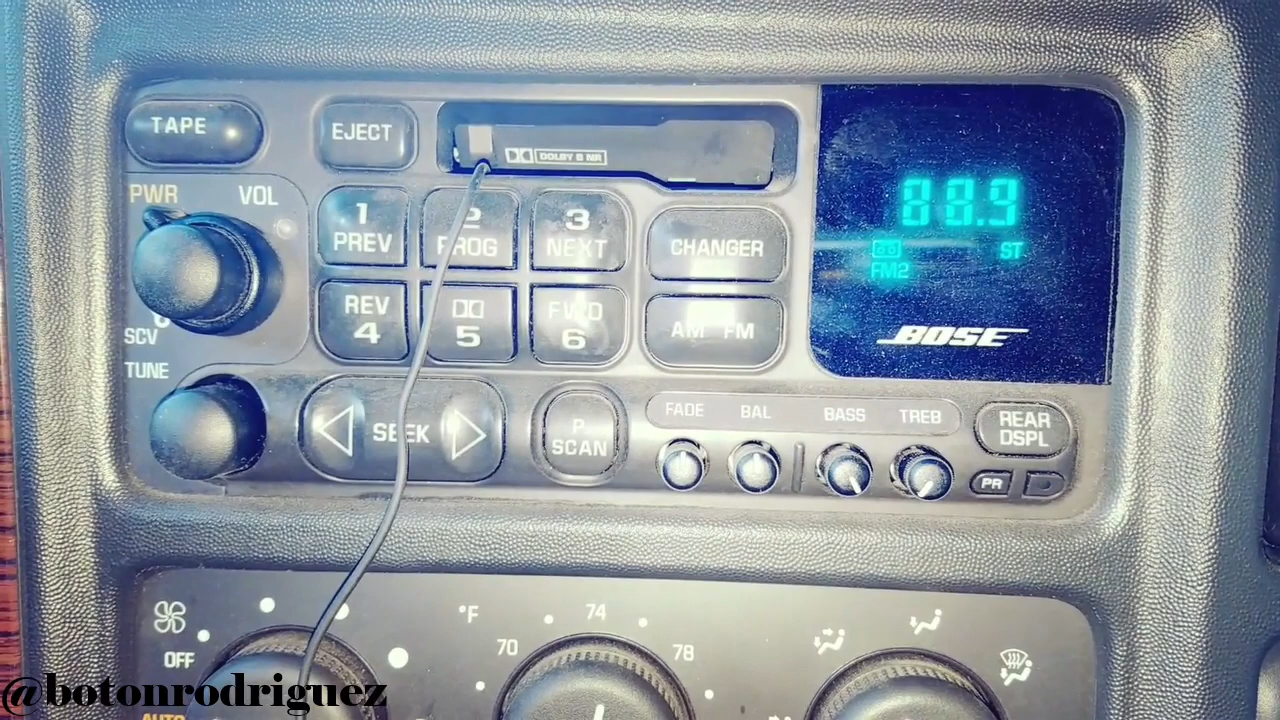 TAPE
EJECT
DOLBY B NR
PWR
VOL
1
PREV
2
PROG
3
NEXT
CHANGER
88.9
ST
FM2
REV
4
5
FWD
6
AM FM
BOSE
SCV
TUNE
SEEK
P.
SCAN
FADE
BAL
BASS
TREB
REAR
DSPL
PR
OFF
°F
70
74
78
AUTO
@botonrodriguez